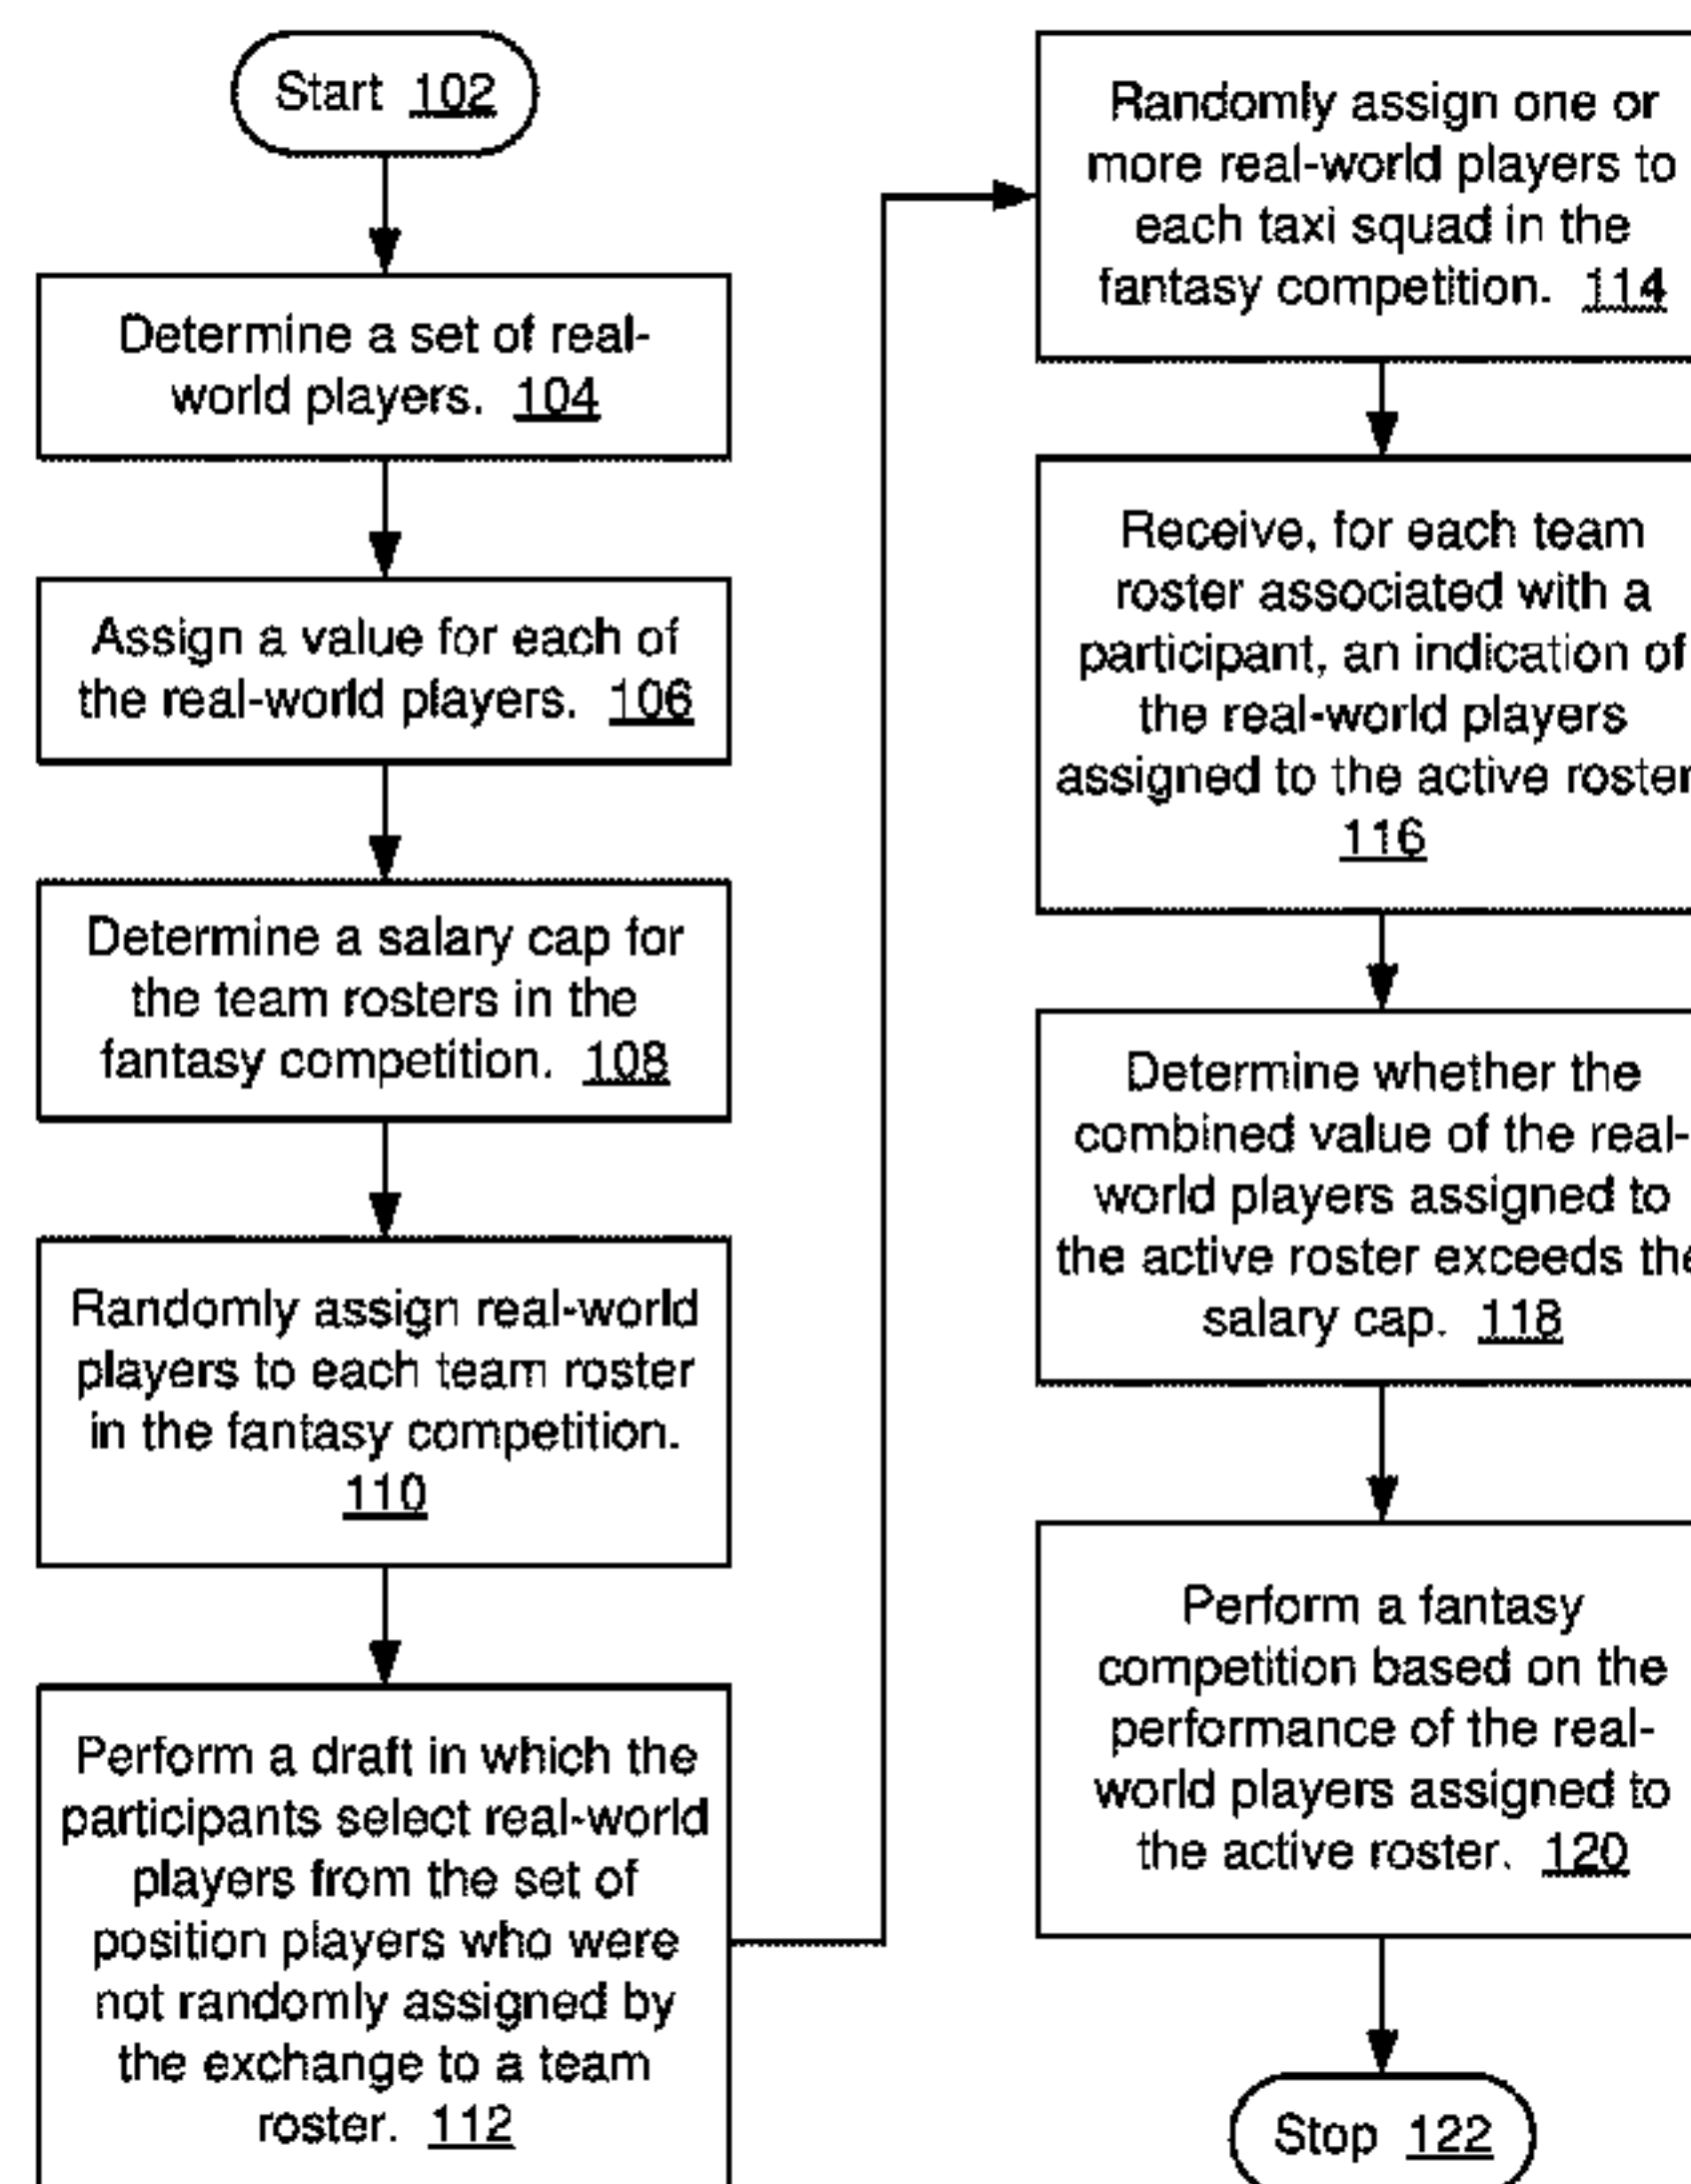 Start 102
Determine a set of real-
world players. 104
Assign a value for each of
the real-world players. 106
Determine a salary cap for
the team rosters in the
fantasy competition. 108
Randomly assign real-world
players to each team roster
in the fantasy competition.
110
Perform a draft in which the
participants select real-world
players from the set of
position players who were
not randomly assigned by
the exchange to a team
roster. 112
Randomly assign one or
more real-world players to
each taxi squad in the
fantasy competition. 114
Receive, for each team
roster associated with a
participant, an indication of
the real-world players
assigned to the active roster
116
Determine whether the
combined value of the real-
world players assigned to
the active roster exceeds the
salary cap. 118
Perform a fantasy
competition based on the
performance of the real-
world players assigned to
the active roster. 120
Stop 122